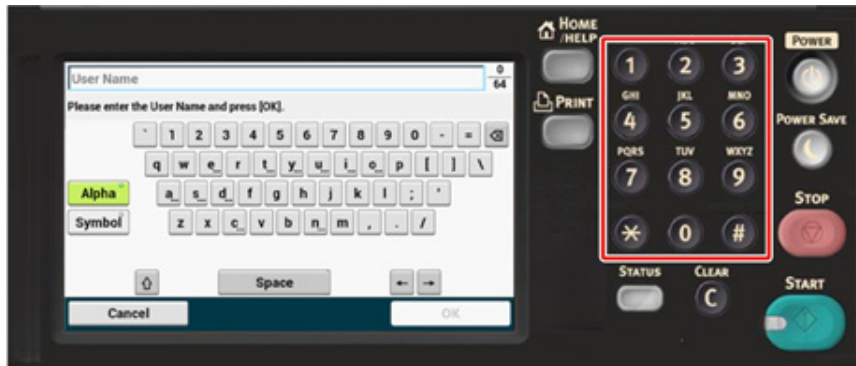 User Name
0
64
Please enter the User Name and press [OK].
` 1 2 3 4 5 6 7 8 9 0 - =
q w e r t y u i o p [ ] \
Alpha
a s d f g h j k l ; '
Symbol
z x c v b n m , . /
Space
← →
Cancel
OK
HOME
/HELP
PRINT
1 2 3
GHI JKL MNO
4 5 6
PQRS TUV WXYZ
7 8 9
* 0 #
STATUS CLEAR
C
POWER
POWER SAVE
STOP
START